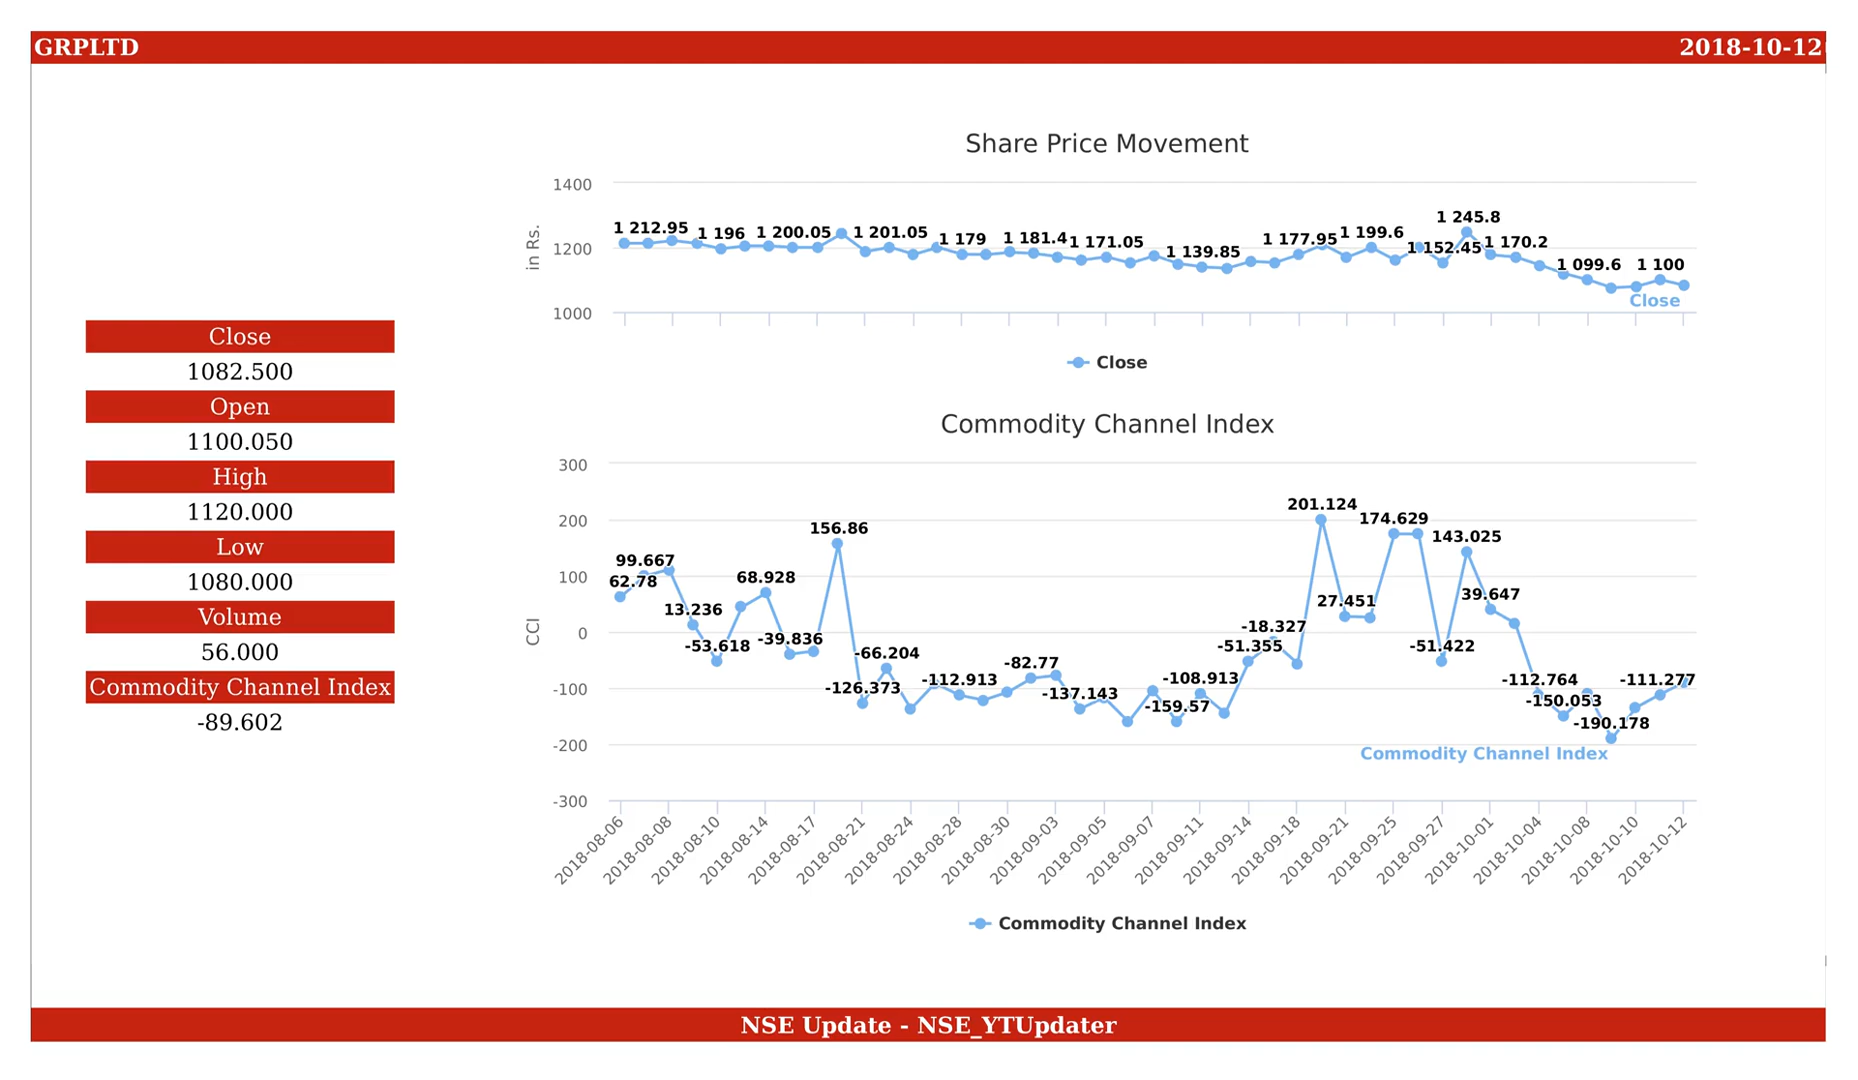 GRPLTD
2018-10-12
Close
1082.500
Open
1100.050
High
1120.000
Low
1080.000
Volume
56.000
Commodity Channel Index
-89.602
Share Price Movement
in Rs.
1400
1200
1000
1 212.95 1 196 1 200.05 1 201.05 1 179 1 181.4 1 171.05 1 139.85 1 177.95 1 199.6 1 152.45 1 245.8 1 170.2 1 099.6 1 100
Close
Close
Commodity Channel Index
CCI
300
200
100
0
-100
-200
-300
62.78 99.667 13.236 -53.618 68.928 -39.836 156.86 -126.373 -66.204 -112.913 -82.77 -137.143 -159.57 -108.913 -51.355 -18.327 201.124 27.451 174.629 -51.422 143.025 39.647 -112.764 -150.053 -190.178 -111.277
Commodity Channel Index
2018-08-06 2018-08-08 2018-08-10 2018-08-14 2018-08-17 2018-08-21 2018-08-24 2018-08-28 2018-08-30 2018-09-03 2018-09-05 2018-09-07 2018-09-11 2018-09-14 2018-09-18 2018-09-21 2018-09-25 2018-09-27 2018-10-01 2018-10-04 2018-10-08 2018-10-10 2018-10-12
Commodity Channel Index
NSE Update - NSE_YTUpdater